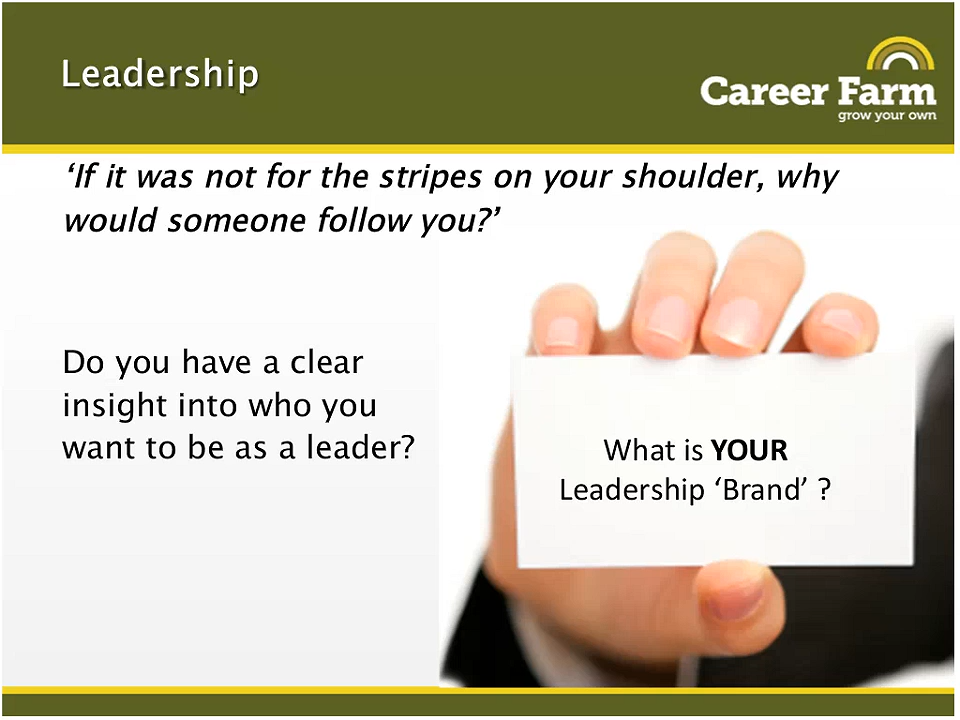 Leadership
Career Farm
grow your own
‘If it was not for the stripes on your shoulder, why
would someone follow you?’
Do you have a clear
insight into who you
want to be as a leader?
What is YOUR
Leadership ‘Brand’ ?